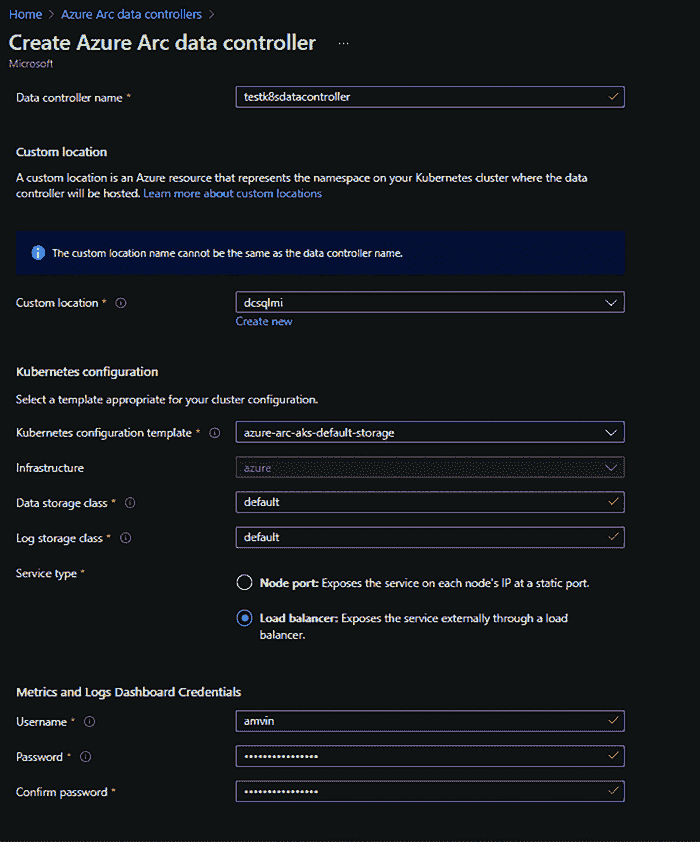 Home > Azure Arc data controllers >
Create Azure Arc data controller ...
Microsoft
Data controller name * testk8sdatacontroller
Custom location
A custom location is an Azure resource that represents the namespace on your Kubernetes cluster where the data
controller will be hosted. Learn more about custom locations
The custom location name cannot be the same as the data controller name.
Custom location * dcsqlmi
Create new
Kubernetes configuration
Select a template appropriate for your cluster configuration.
Kubernetes configuration template * azure-arc-aks-default-storage
Infrastructure azure
Data storage class * default
Log storage class * default
Service type *
Node port: Exposes the service on each node's IP at a static port.
Load balancer: Exposes the service externally through a load
balancer.
Metrics and Logs Dashboard Credentials
Username * amvin
Password * ••••••••••••••••
Confirm password * ••••••••••••••••